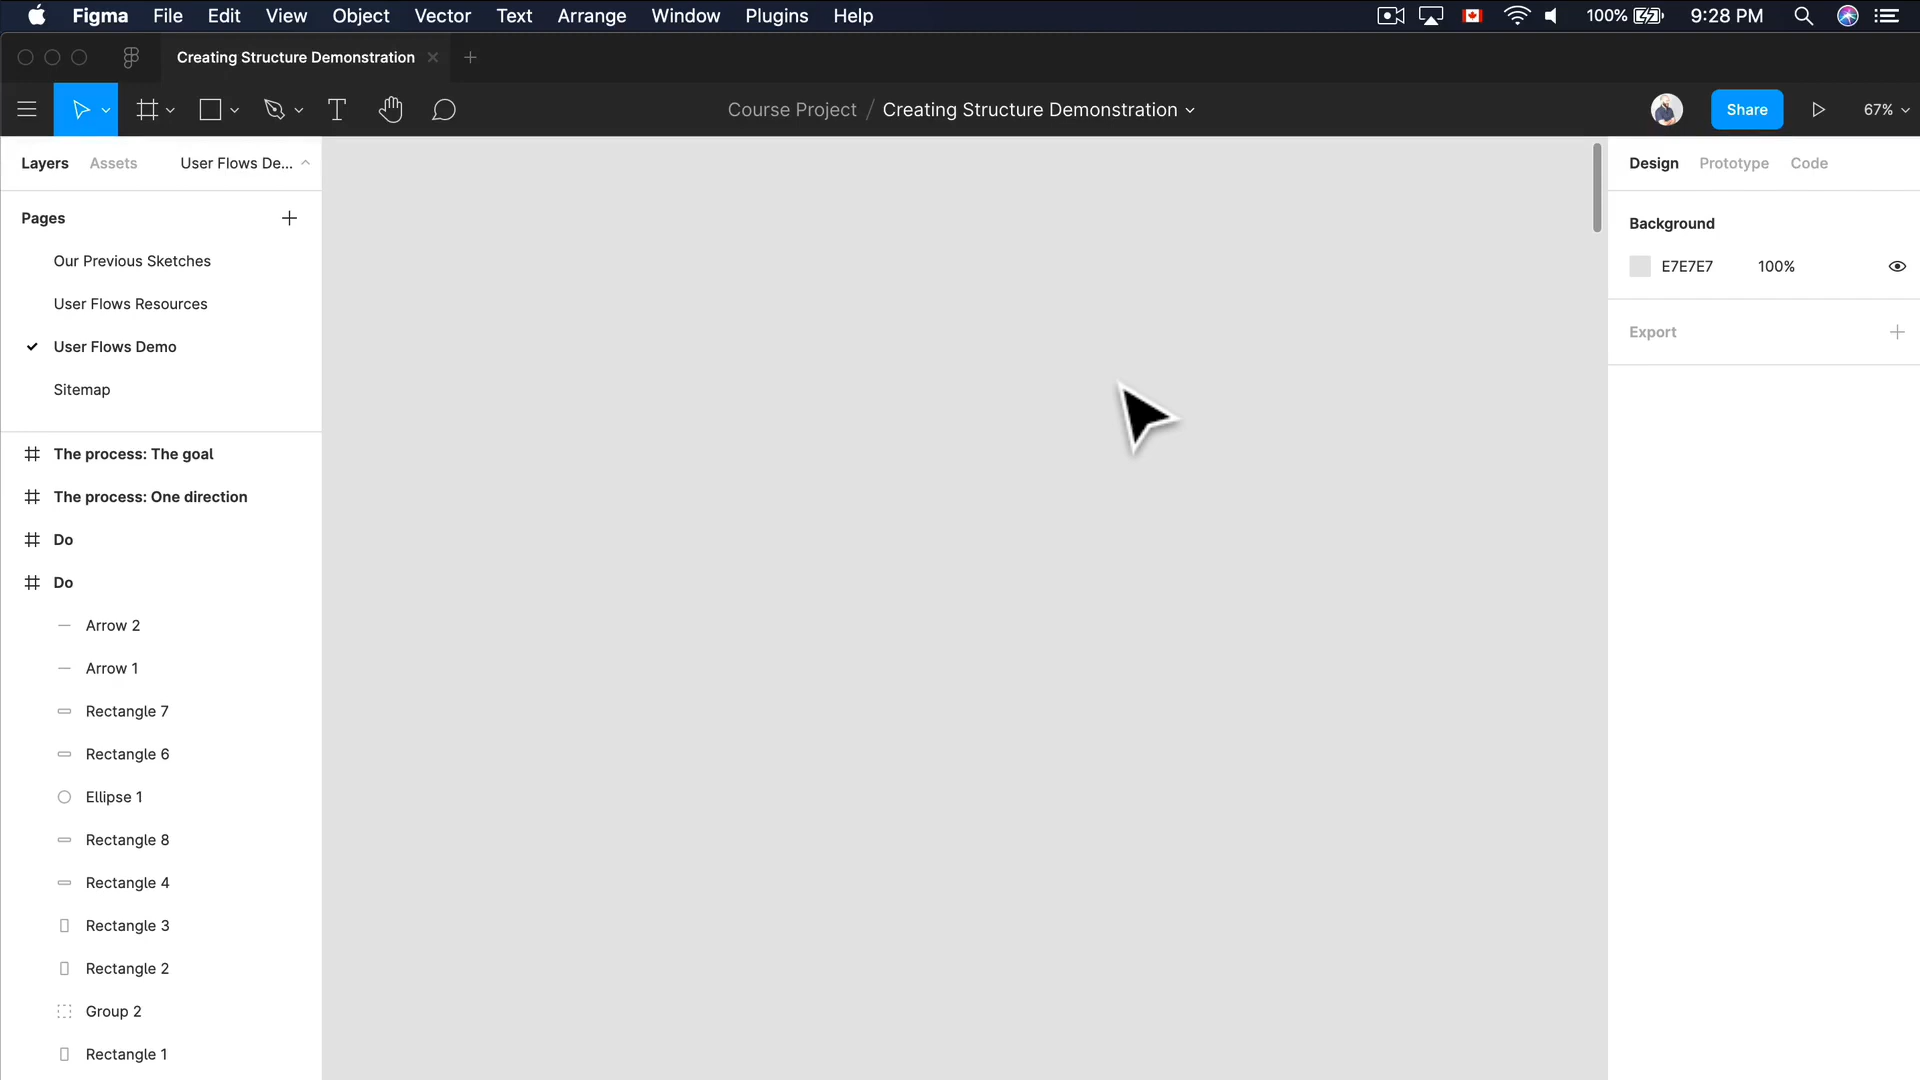 Figma File Edit View Object Vector Text Arrange Window Plugins Help 100% 9:28 PM
Creating Structure Demonstration
Course Project / Creating Structure Demonstration Share 67%
Layers Assets User Flows De... Design Prototype Code
Pages
Background
Our Previous Sketches
E7E7E7 100%
User Flows Resources
Export
User Flows Demo
Sitemap
The process: The goal
The process: One direction
Do
Do
Arrow 2
Arrow 1
Rectangle 7
Rectangle 6
Ellipse 1
Rectangle 8
Rectangle 4
Rectangle 3
Rectangle 2
Group 2
Rectangle 1